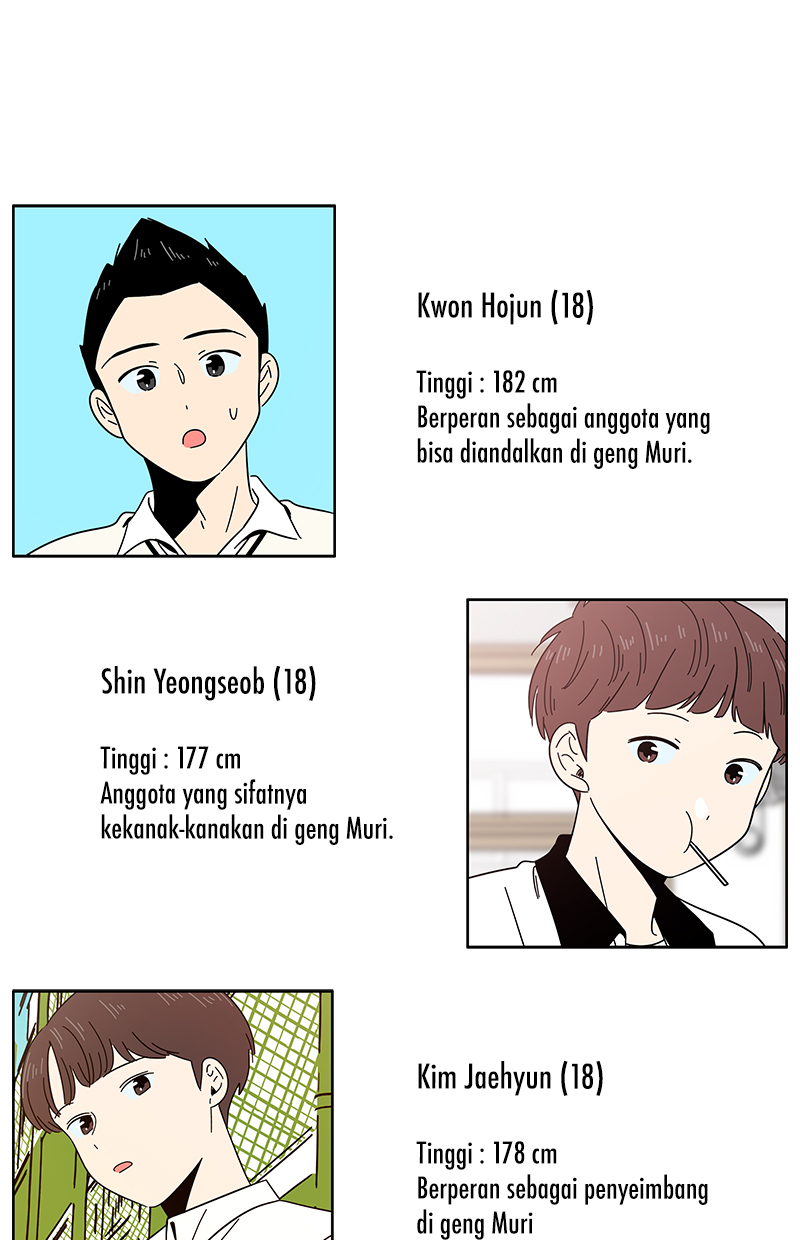 Kwon Hojun (18)
Tinggi : 182 cm
Berperan sebagai anggota yang
bisa diandalkan di geng Muri.
Shin Yeongseob (18)
Tinggi : 177 cm
Anggota yang sifatnya
kekanak-kanakan di geng Muri.
Kim Jaehyun (18)
Tinggi : 178 cm
Berperan sebagai penyeimbang
di geng Muri